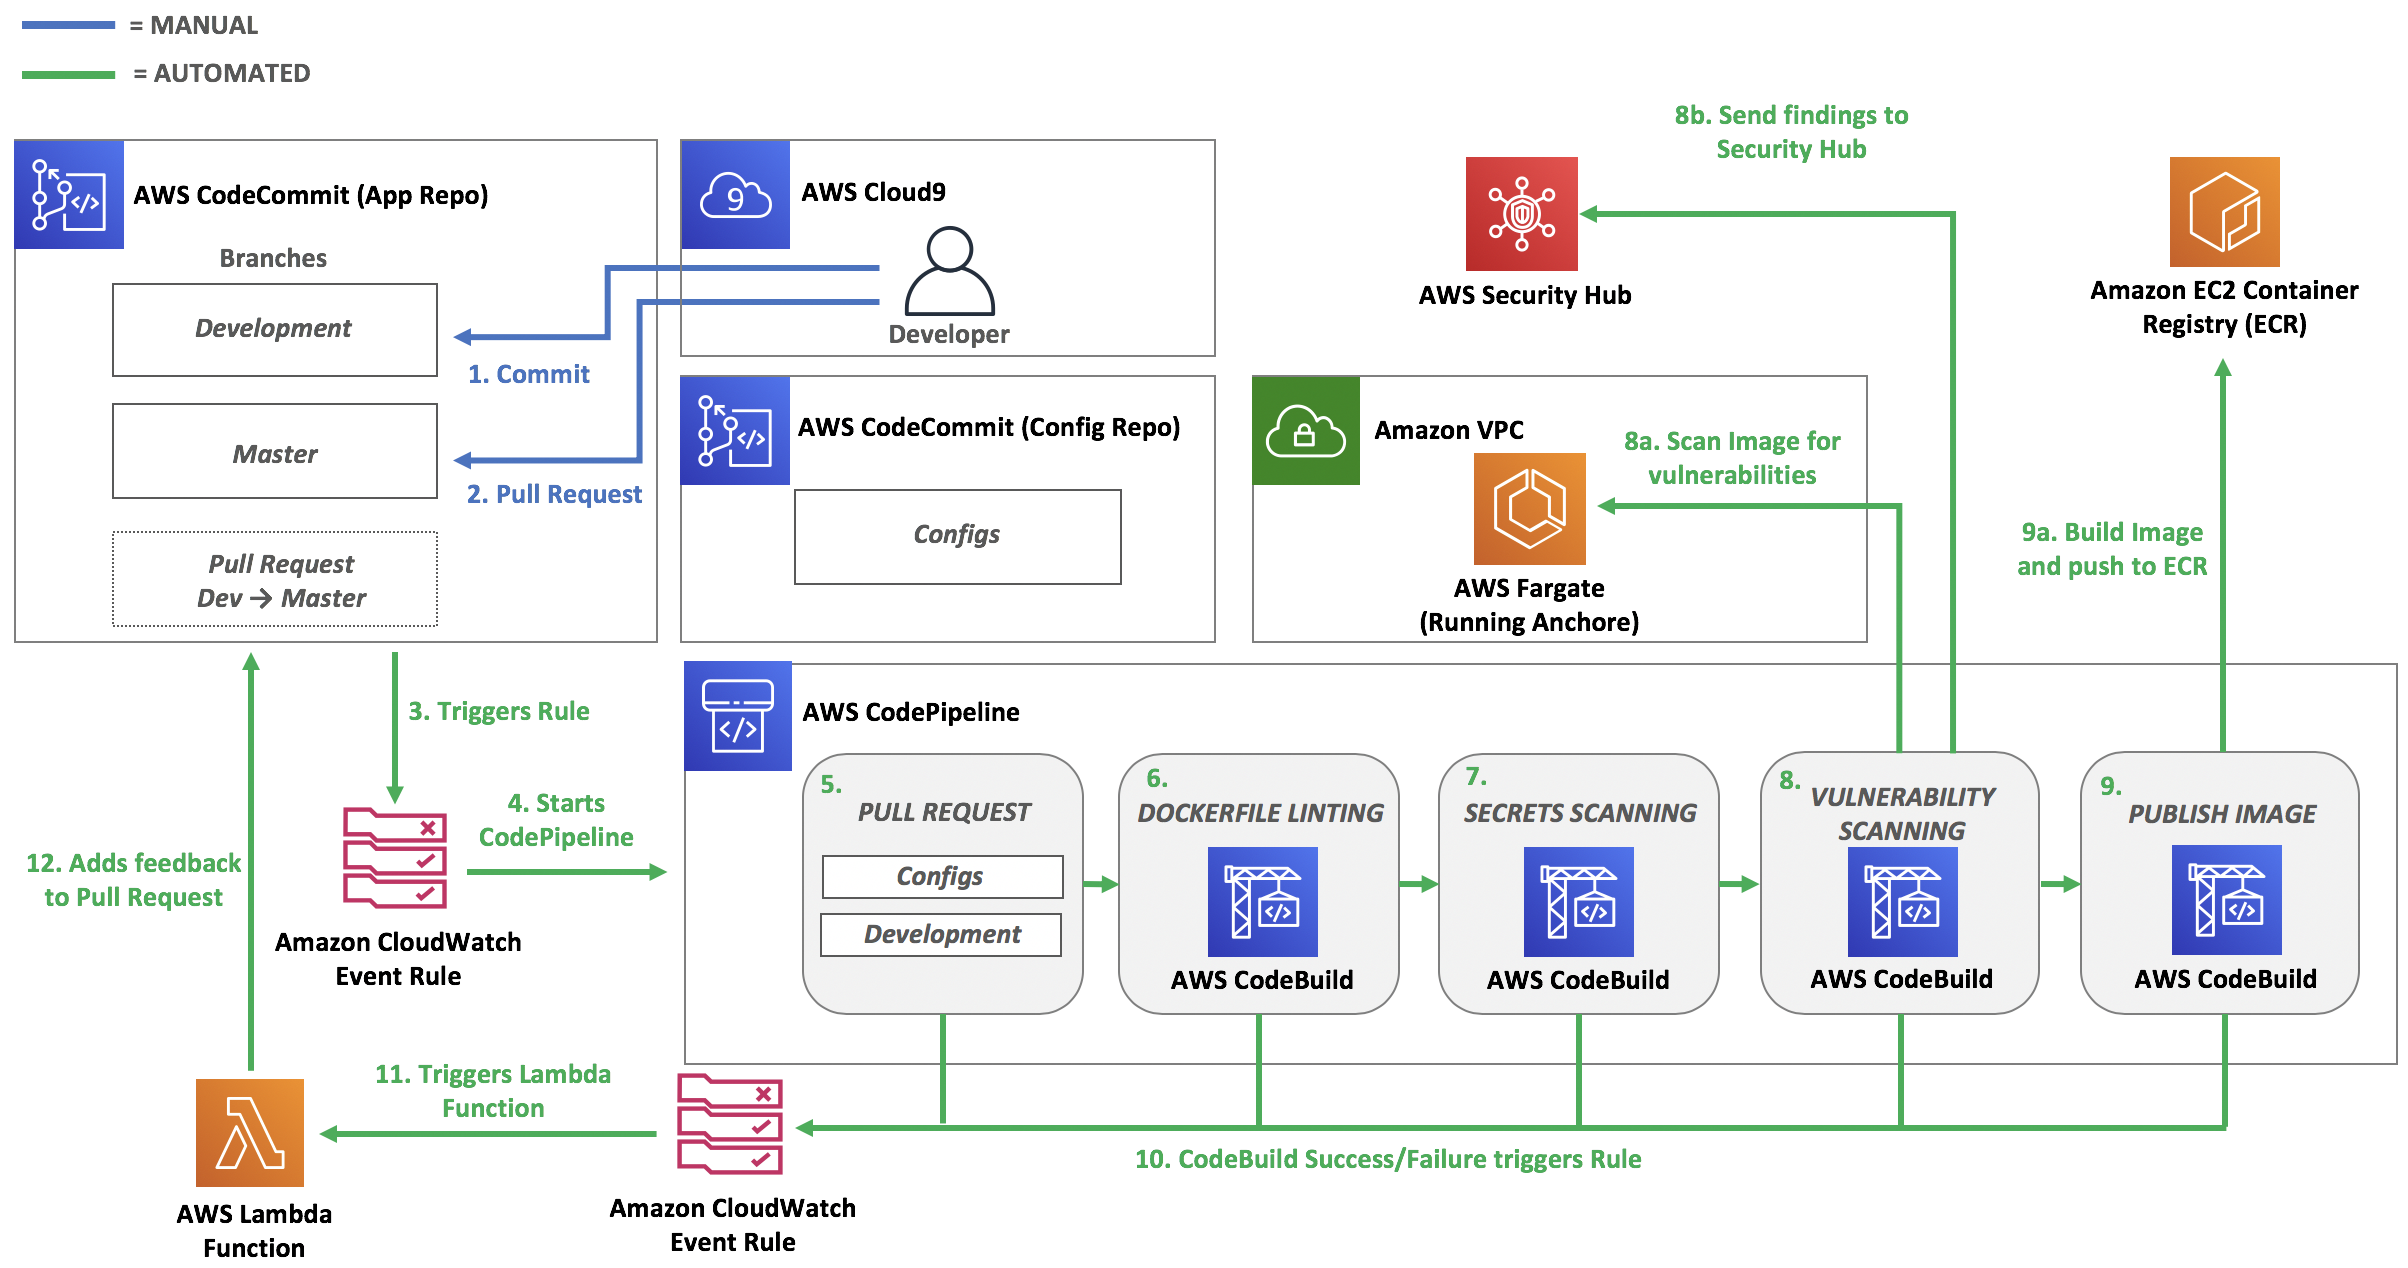 = MANUAL
= AUTOMATED
AWS CodeCommit (App Repo)
Branches
Development
Master
Pull Request
Dev → Master
1. Commit
2. Pull Request
9
AWS Cloud9
Developer
AWS CodeCommit (Config Repo)
Configs
8b. Send findings to
Security Hub
AWS Security Hub
Amazon EC2 Container
Registry (ECR)
Amazon VPC
8a. Scan Image for
vulnerabilities
AWS Fargate
(Running Anchore)
9a. Build Image
and push to ECR
3. Triggers Rule
4. Starts
CodePipeline
Amazon CloudWatch
Event Rule
12. Adds feedback
to Pull Request
AWS CodePipeline
5.
PULL REQUEST
Configs
Development
6.
DOCKERFILE LINTING
AWS CodeBuild
7.
SECRETS SCANNING
AWS CodeBuild
8.
VULNERABILITY
SCANNING
AWS CodeBuild
9.
PUBLISH IMAGE
AWS CodeBuild
10. CodeBuild Success/Failure triggers Rule
Amazon CloudWatch
Event Rule
11. Triggers Lambda
Function
AWS Lambda
Function